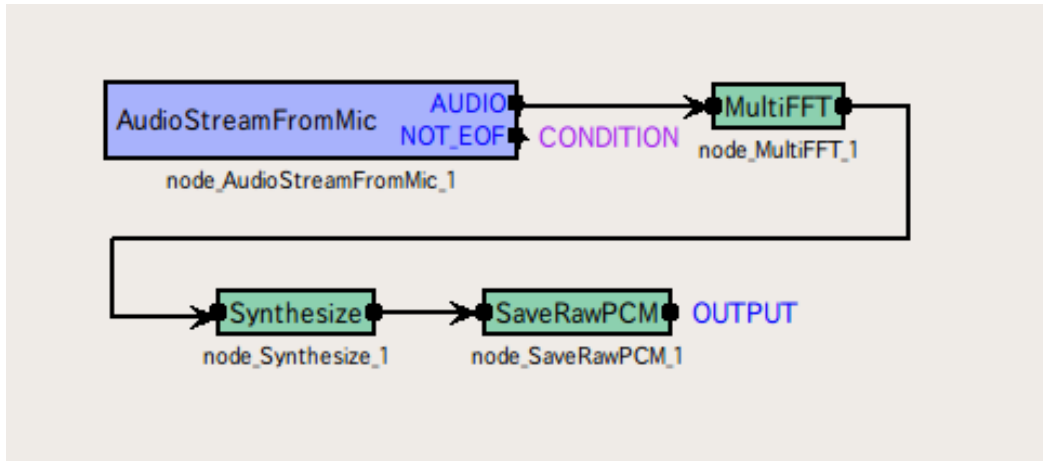 AudioStreamFromMic
AUDIO
NOT_EOF
CONDITION
node_AudioStreamFromMic_1
MultiFFT
node_MultiFFT_1
Synthesize
node_Synthesize_1
SaveRawPCM
OUTPUT
node_SaveRawPCM_1